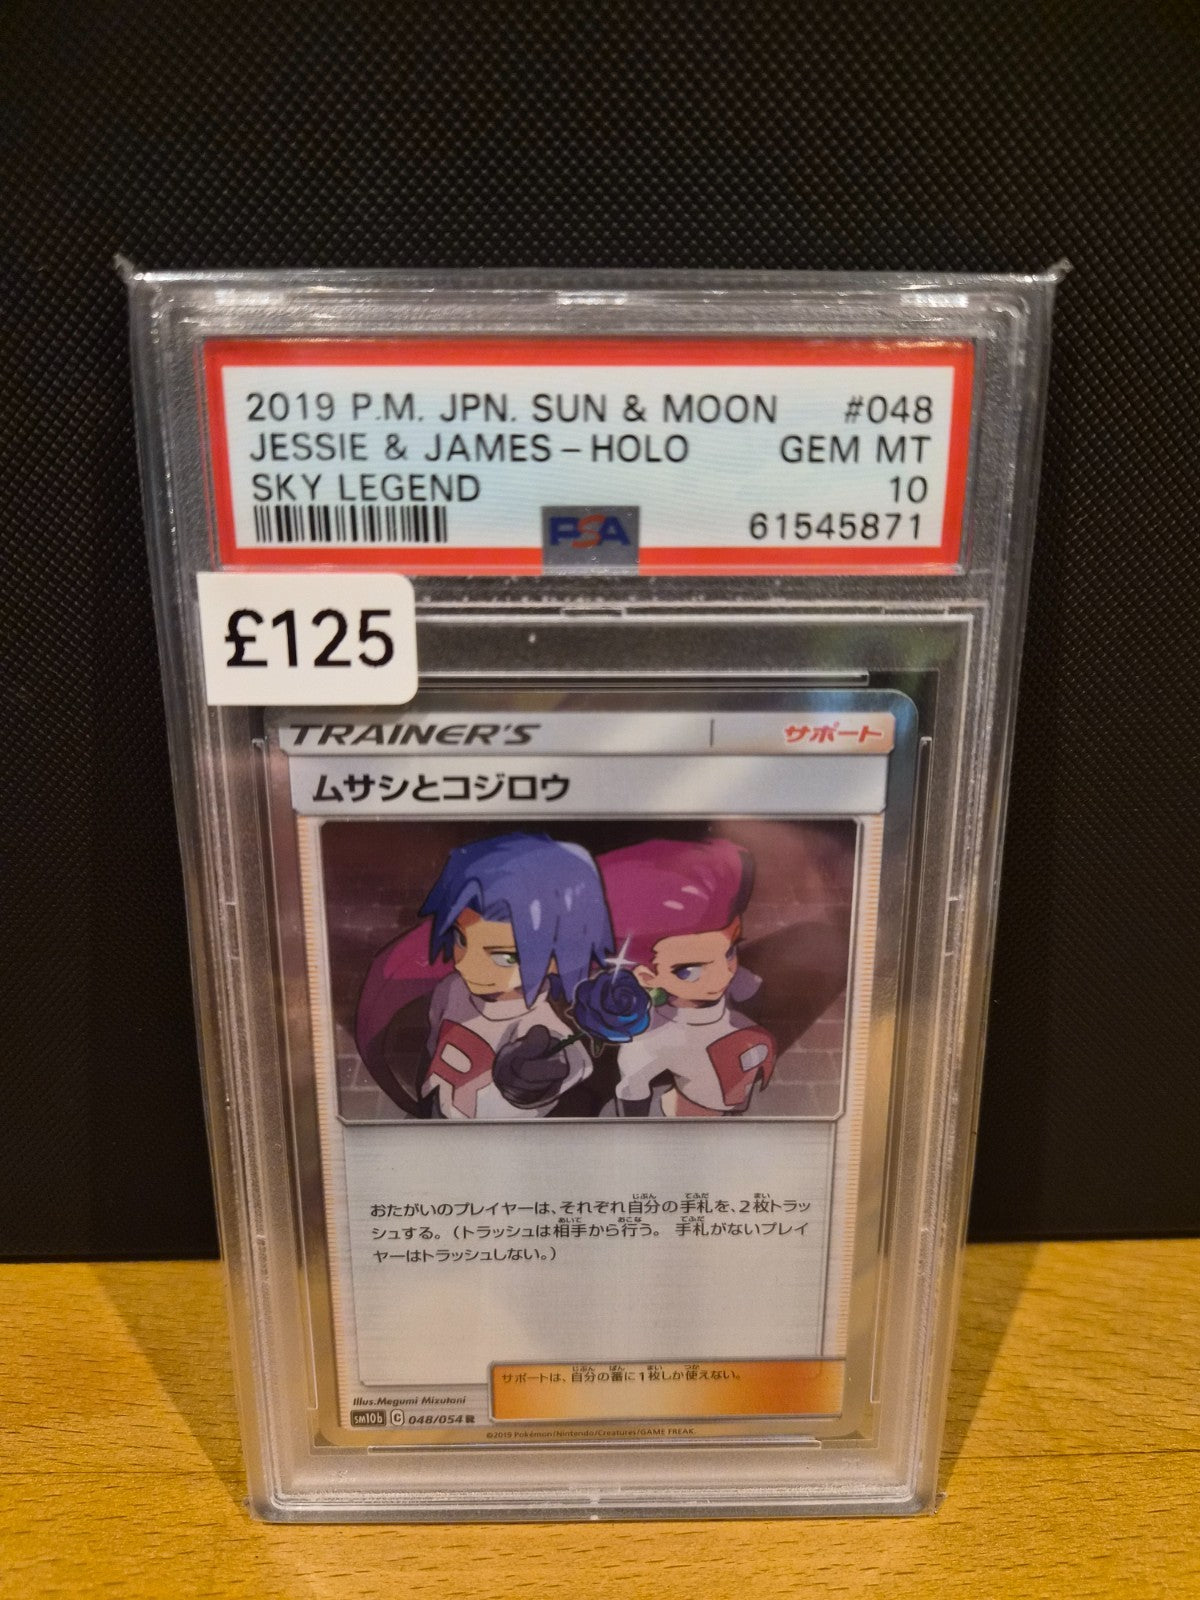 2019 P.M. JPN. SUN & MOON #048
JESSIE & JAMES-HOLO GEM MT
SKY LEGEND 10
PSA 61545871
£125
TRAINER'S サポート
ムサシとコジロウ
おたがいのプレイヤーは、それぞれ自分の手札を、2枚トラッ
シュする。（トラッシュは相手から行う。 手札がないプレイ
ヤーはトラッシュしない。）
サポートは、自分の番に1枚しか使えない。
Illus.Megumi Mizutani
sm10b C 048/054 R
©2019 Pokémon/Nintendo/Creatures/GAME FREAK.